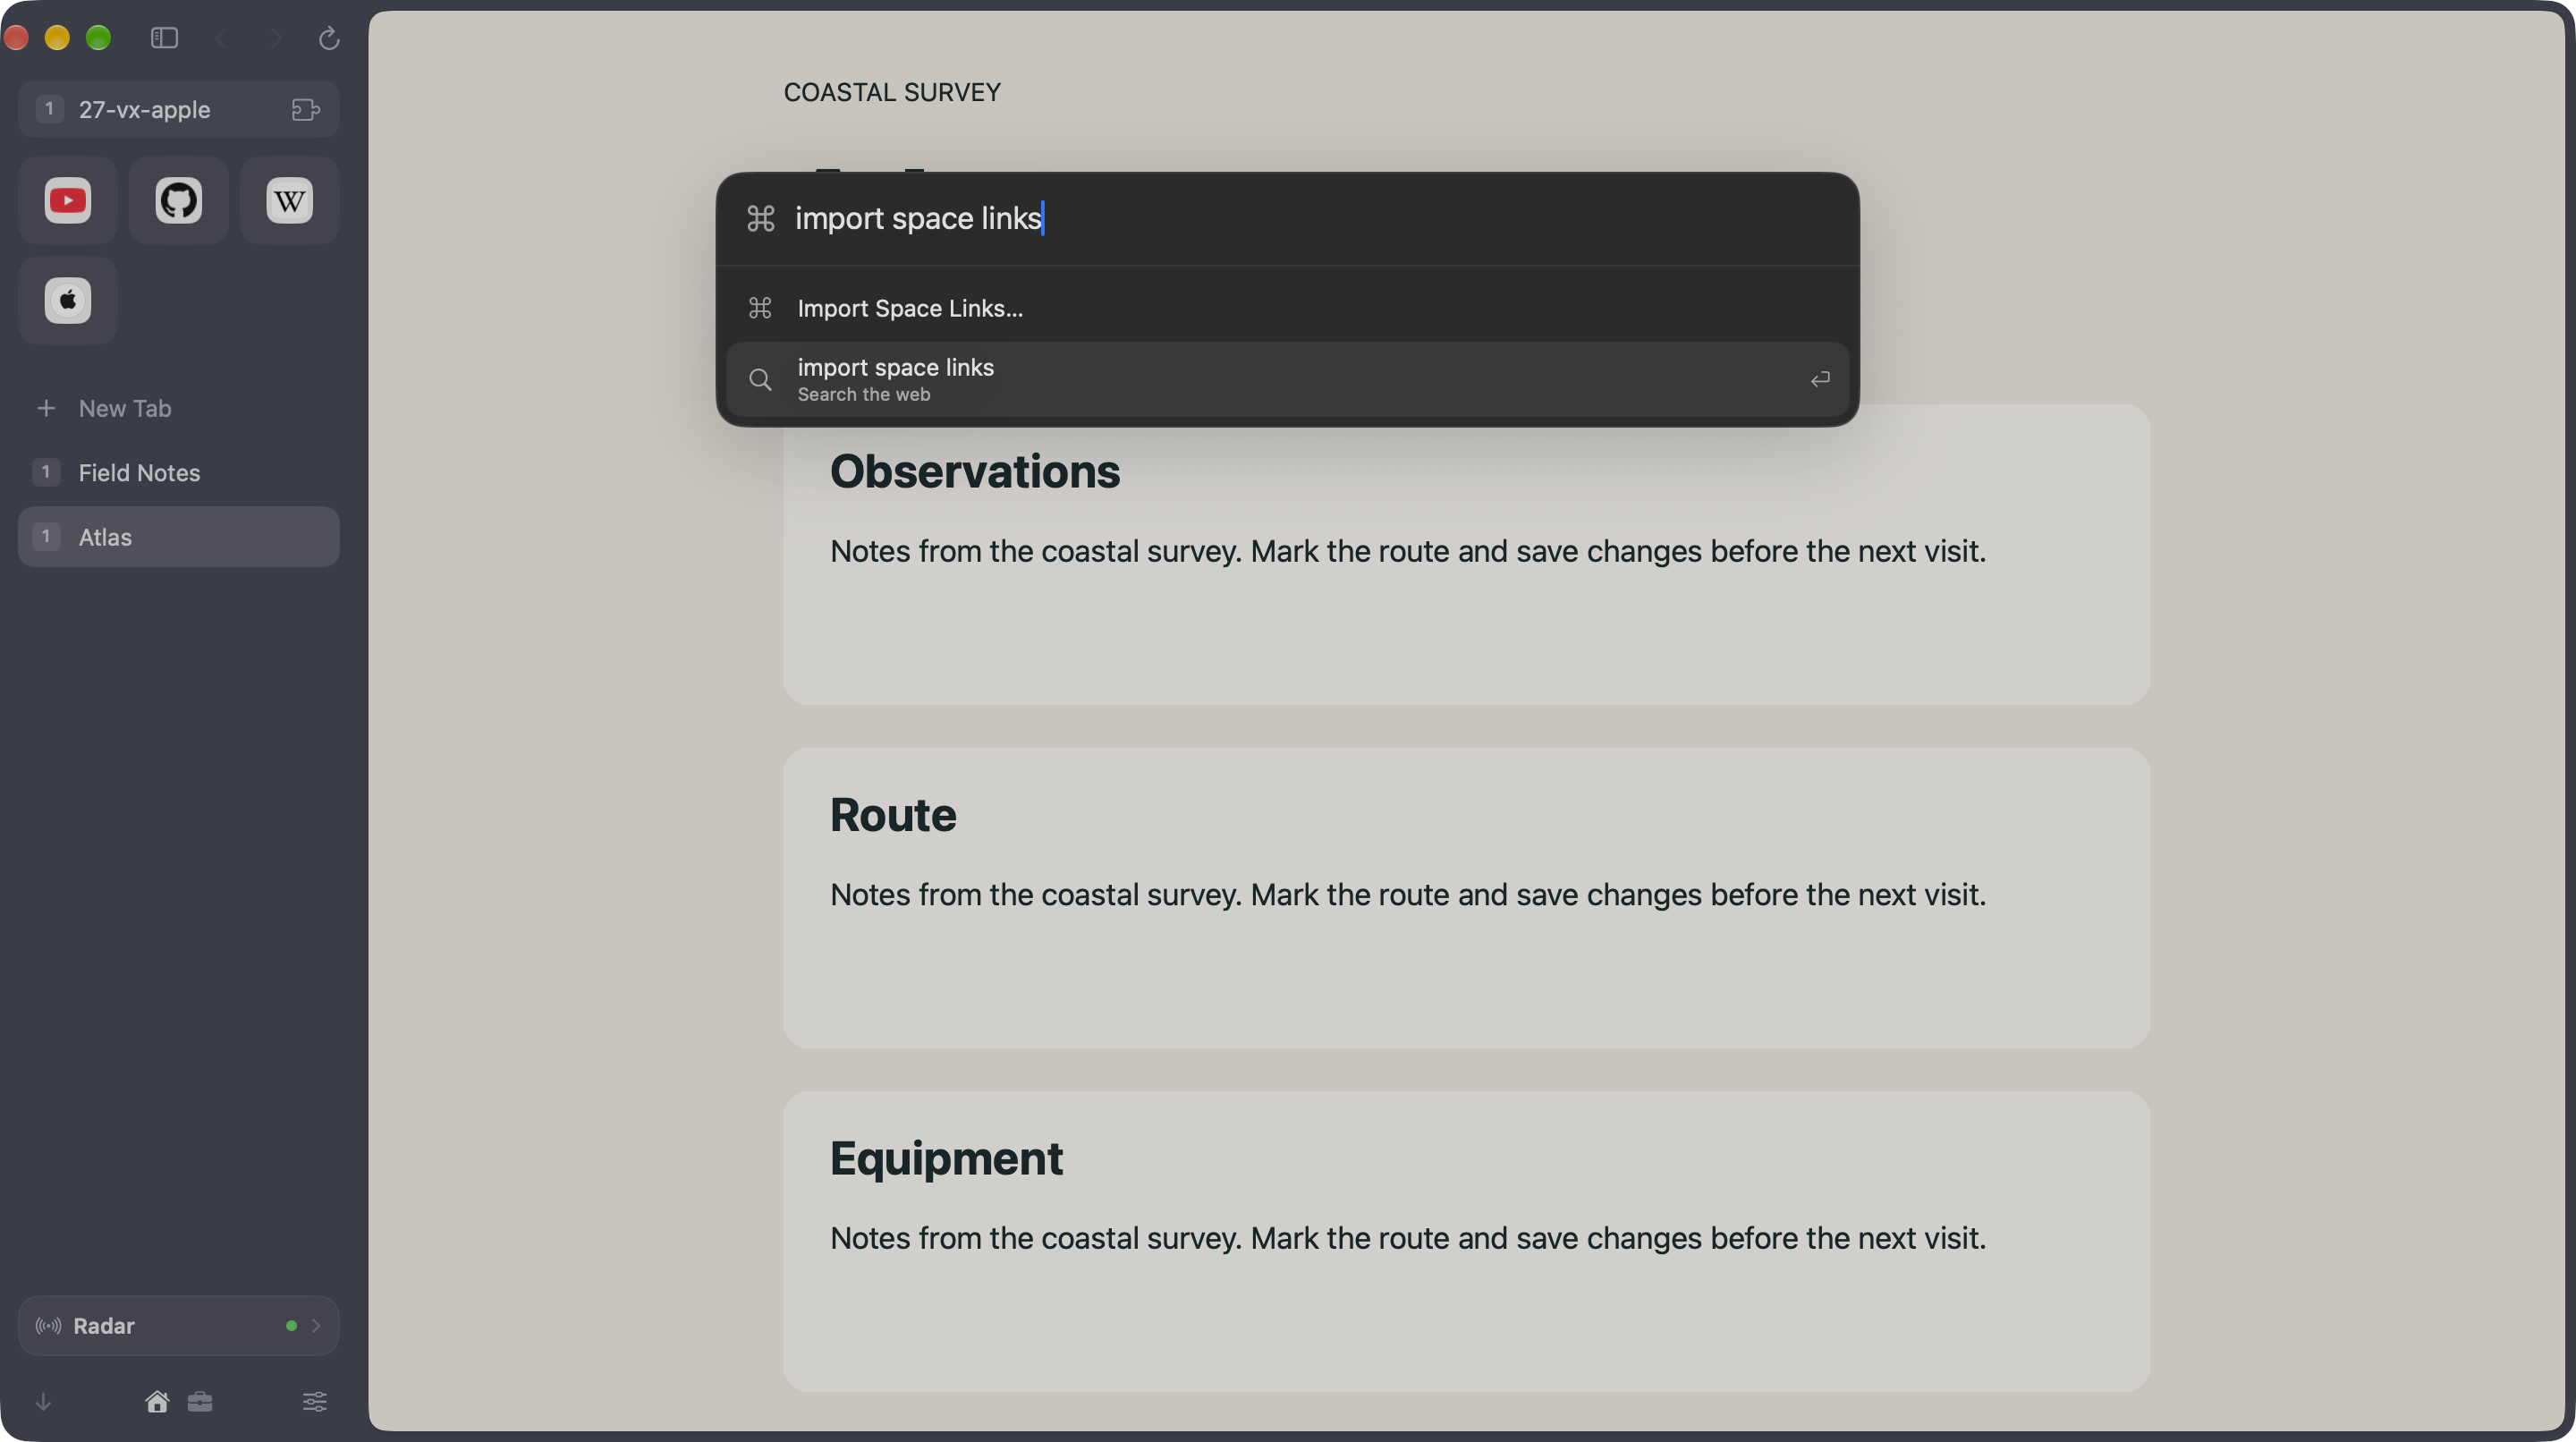 1 27-vx-apple
W
New Tab
1 Field Notes
1 Atlas
Radar
COASTAL SURVEY
import space links
Import Space Links...
import space links
Search the web
Observations
Notes from the coastal survey. Mark the route and save changes before the next visit.
Route
Notes from the coastal survey. Mark the route and save changes before the next visit.
Equipment
Notes from the coastal survey. Mark the route and save changes before the next visit.